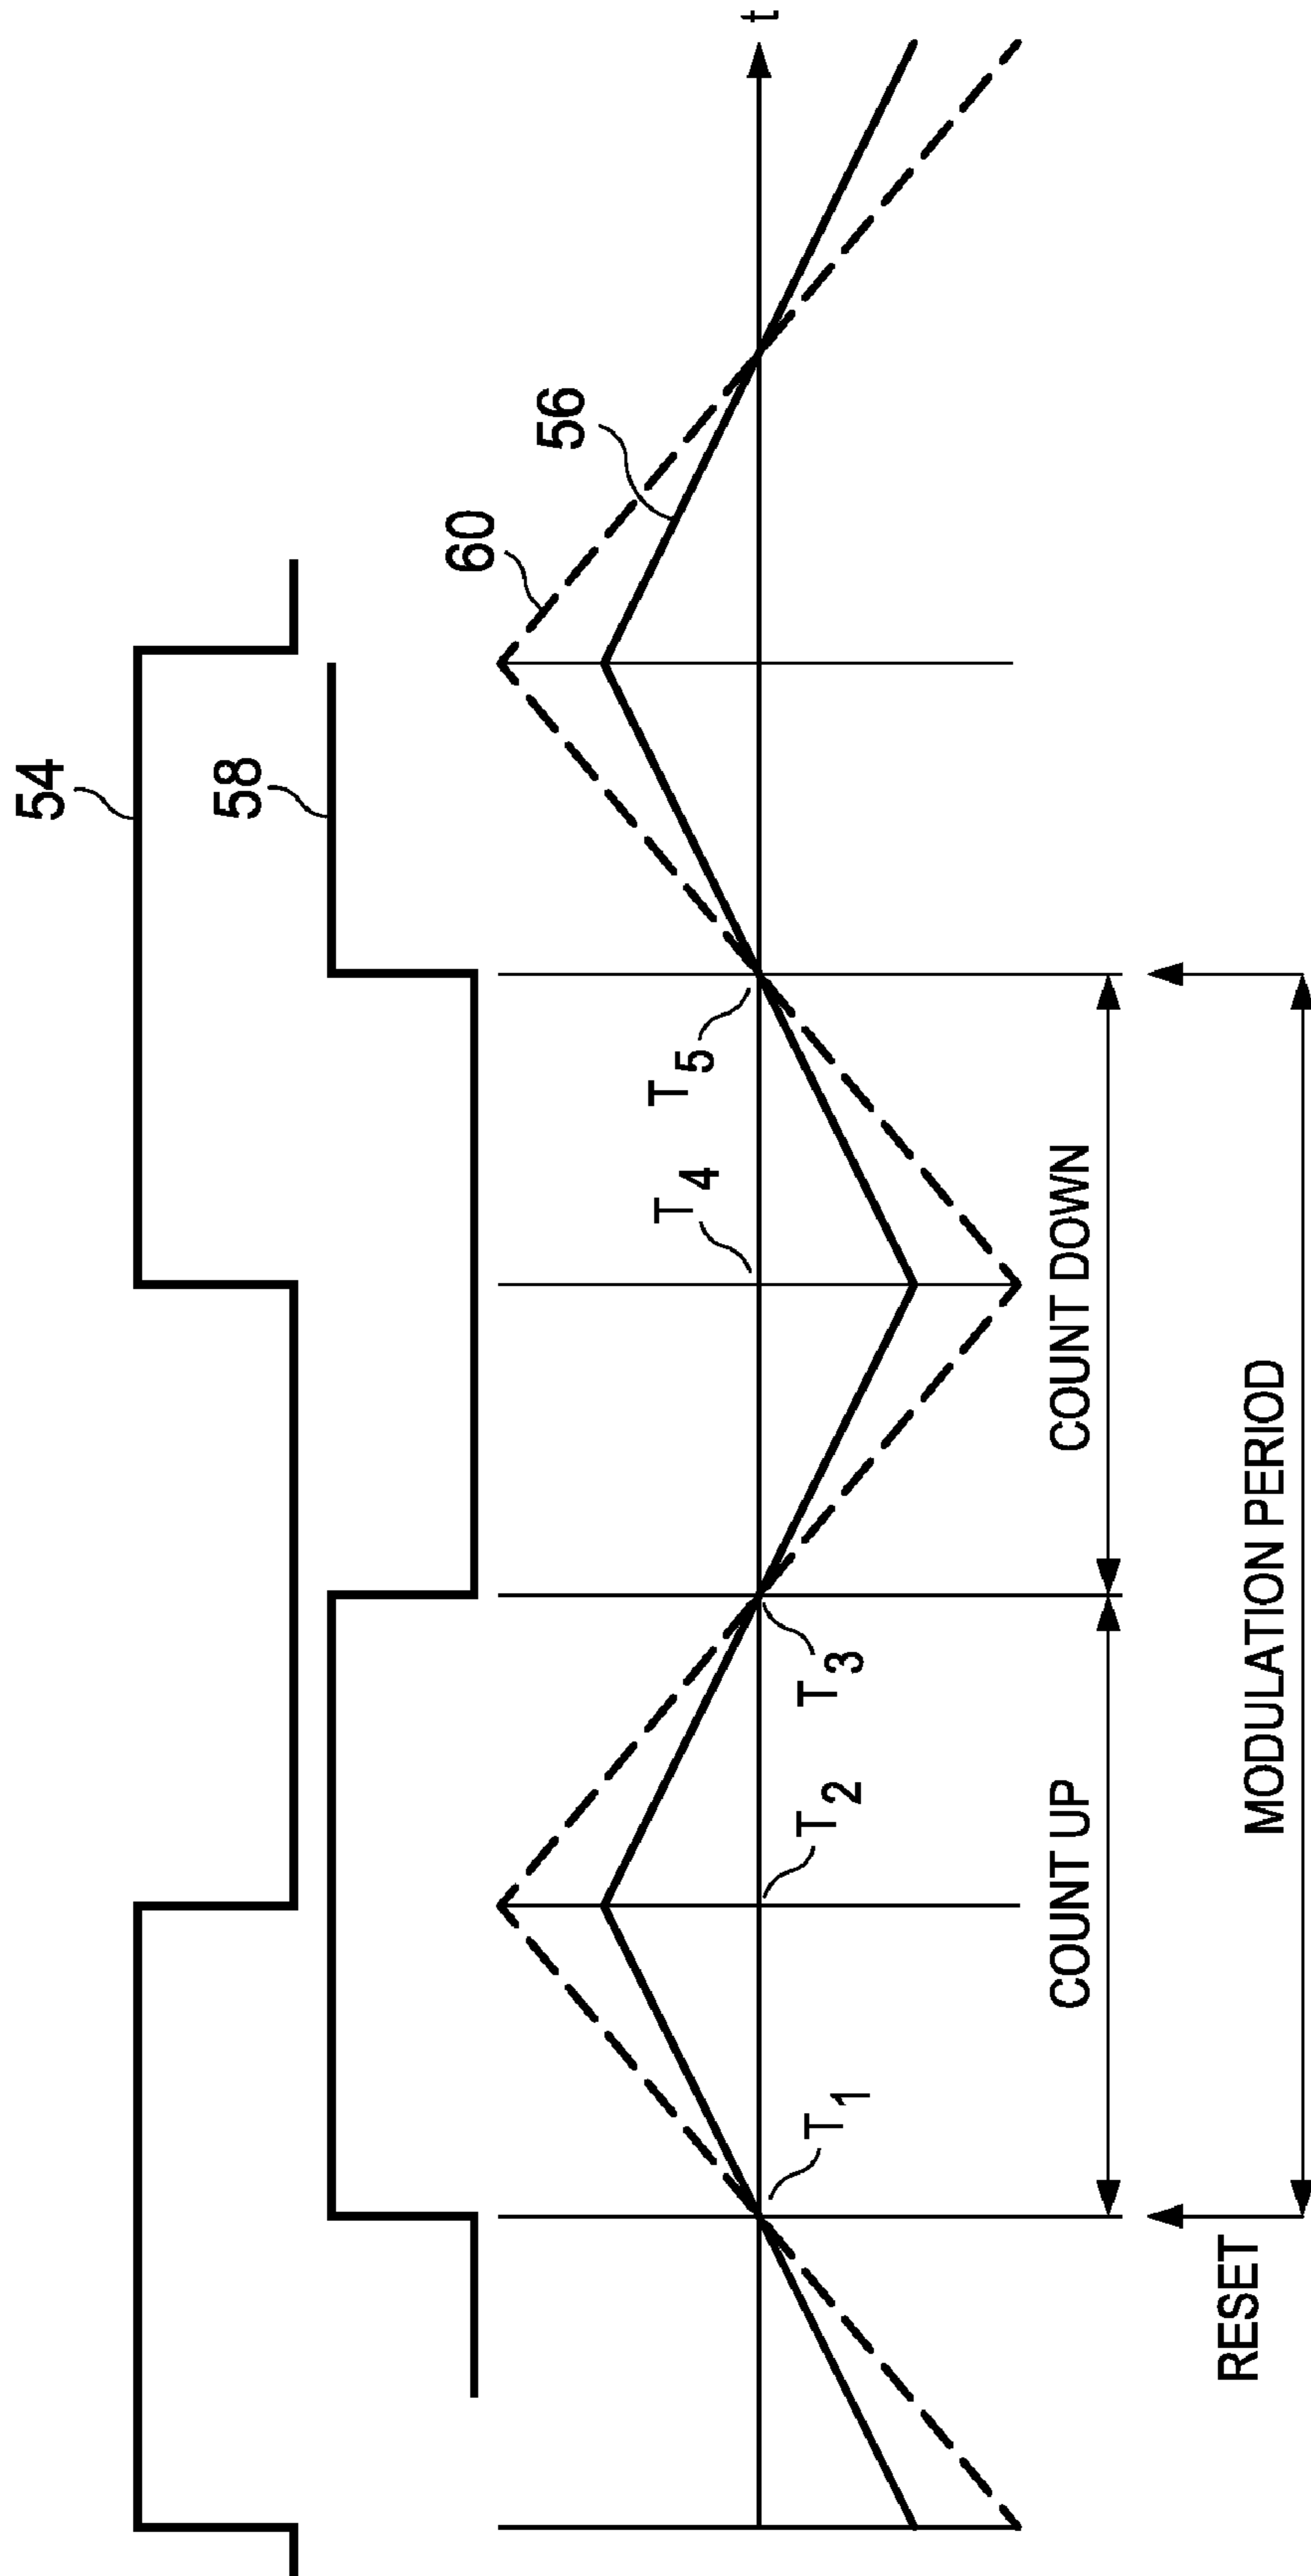 54
58
60
56
t
T1
T2
T3
T4
T5
COUNT UP
COUNT DOWN
RESET
MODULATION PERIOD